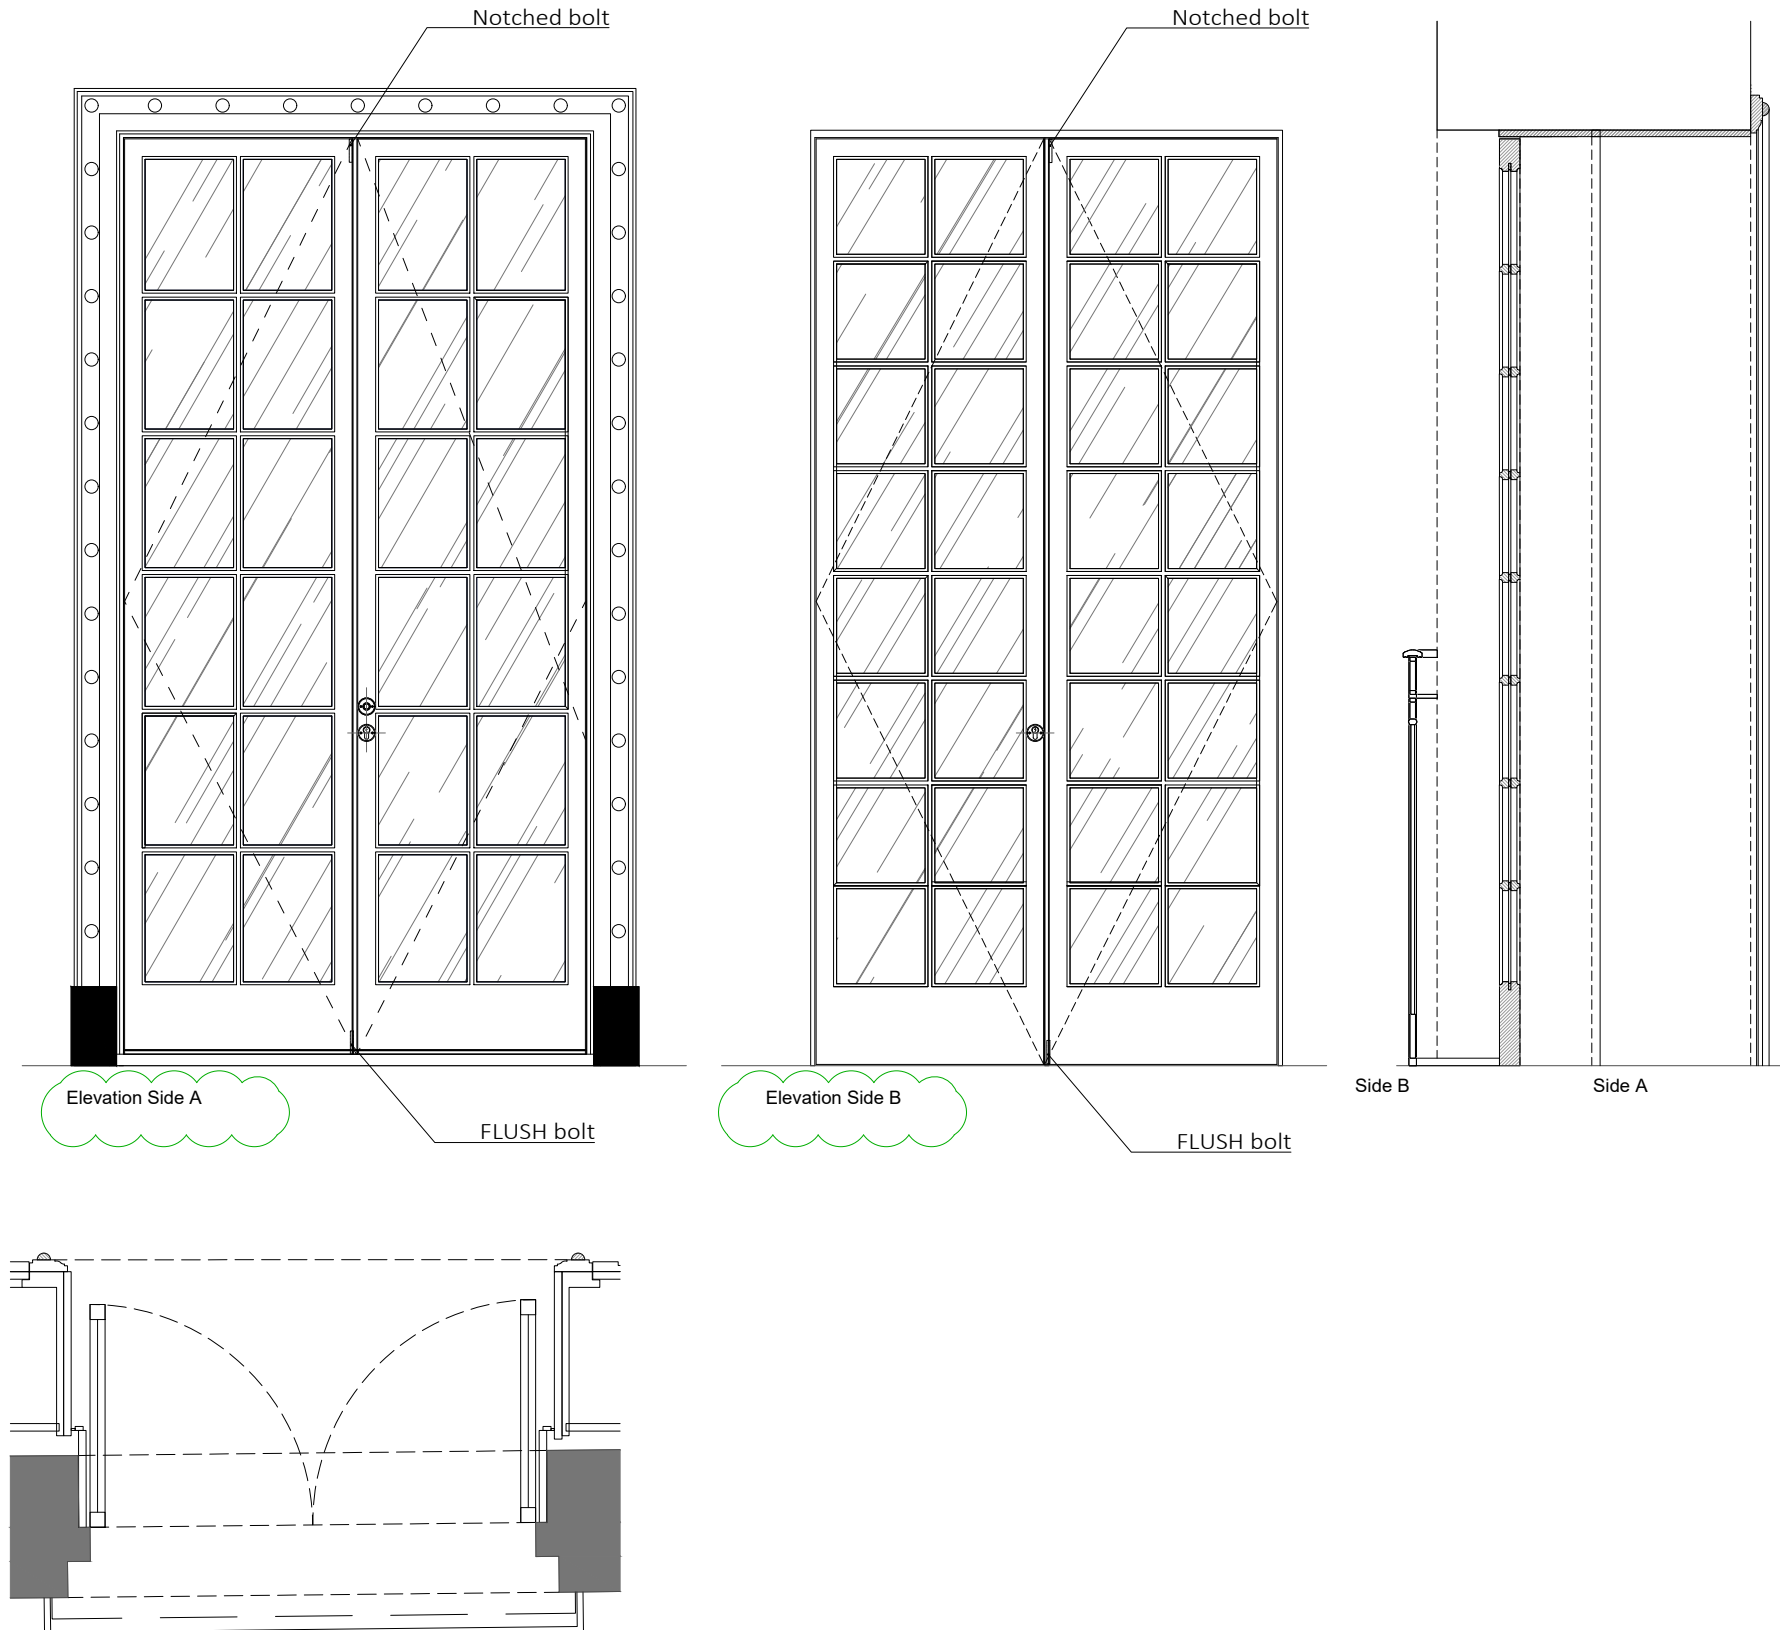 Notched bolt
Notched bolt
Elevation Side A
FLUSH bolt
Elevation Side B
FLUSH bolt
Side B
Side A